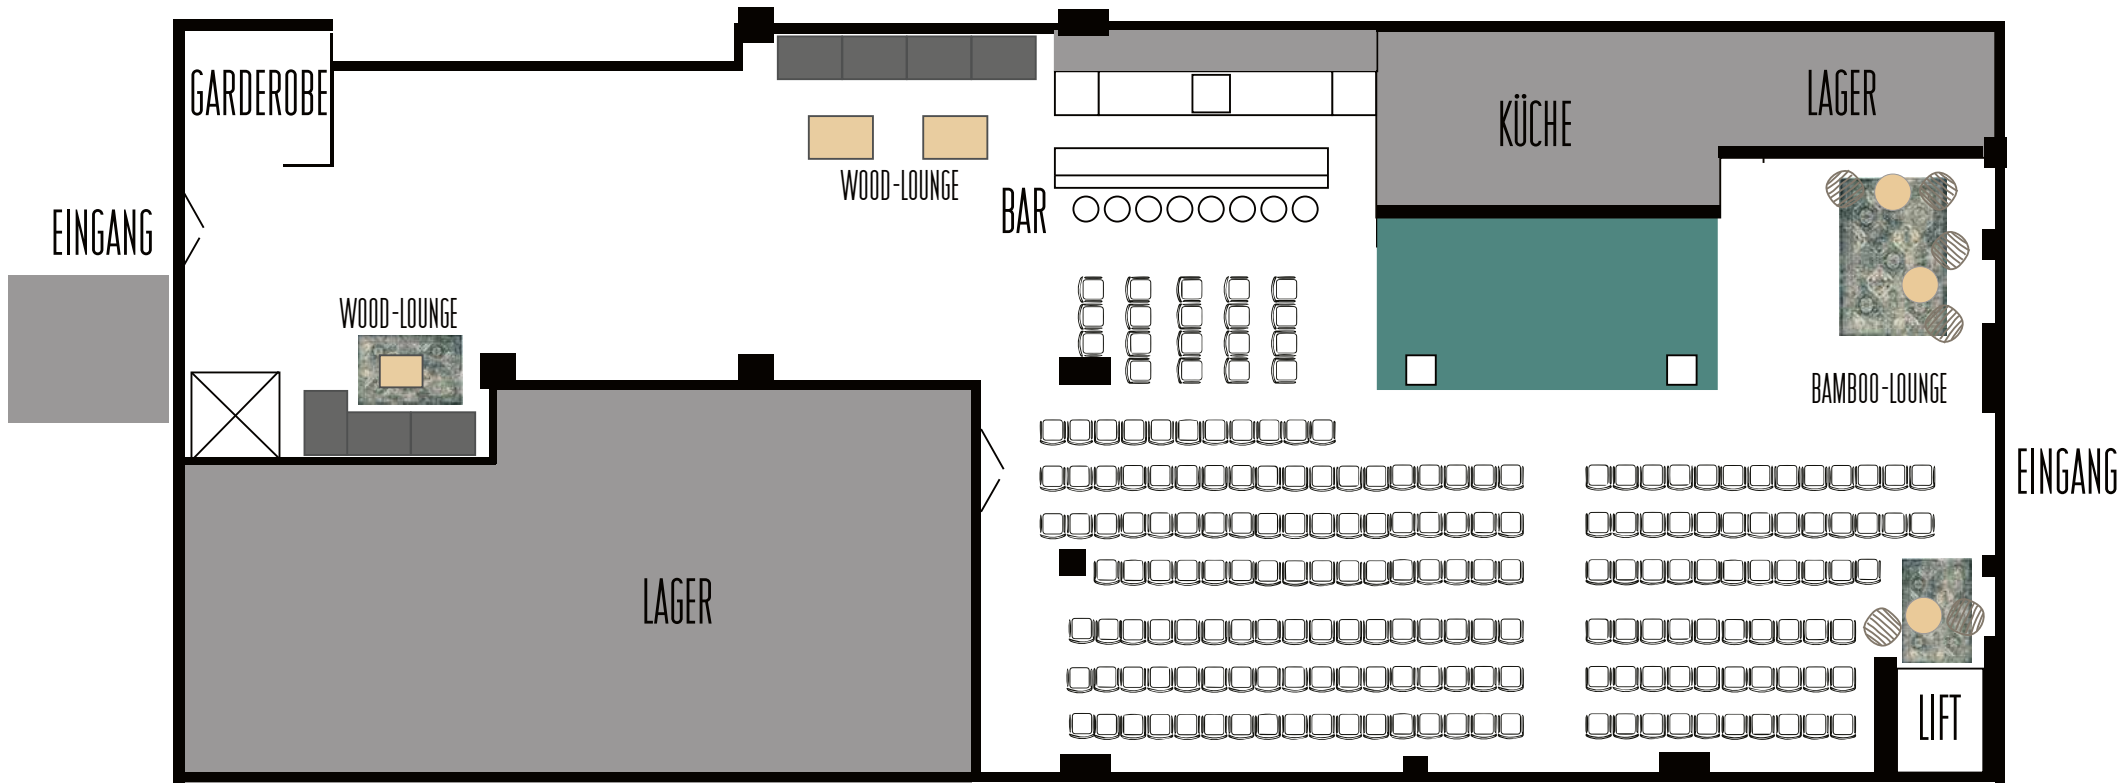 GARDEROBE
KÜCHE
LAGER
WOOD-LOUNGE
BAR
EINGANG
WOOD-LOUNGE
BAMBOO-LOUNGE
EINGANG
LAGER
LIFT